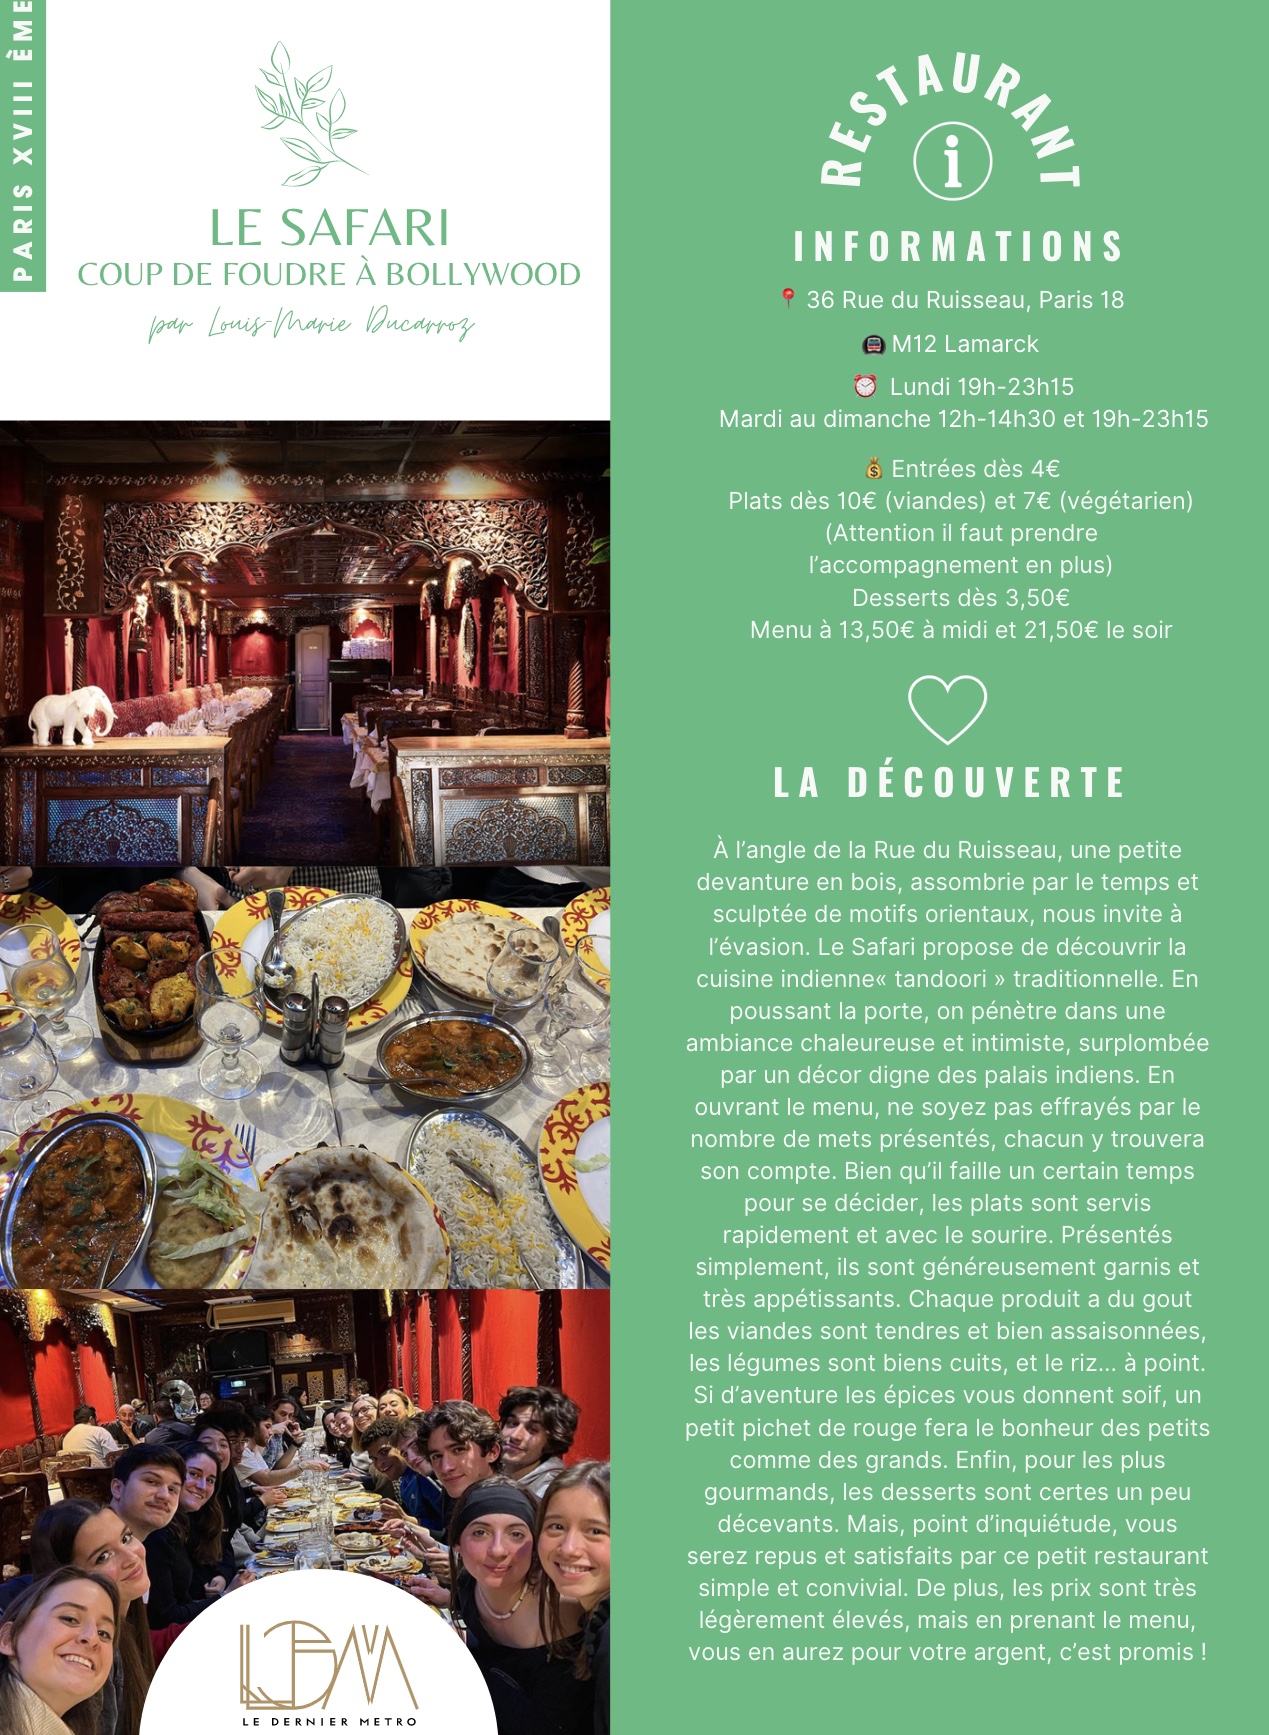 PARIS XVIII ÈME
LE SAFARI
COUP DE FOUDRE À BOLLYWOOD
par Louis-Marie Ducarroz
LE DERNIER METRO
RESTAURANT
INFORMATIONS
📍 36 Rue du Ruisseau, Paris 18
🚇 M12 Lamarck
⏰ Lundi 19h-23h15
Mardi au dimanche 12h-14h30 et 19h-23h15
💰 Entrées dès 4€
Plats dès 10€ (viandes) et 7€ (végétarien)
(Attention il faut prendre
l’accompagnement en plus)
Desserts dès 3,50€
Menu à 13,50€ à midi et 21,50€ le soir
LA DÉCOUVERTE
À l’angle de la Rue du Ruisseau, une petite
devanture en bois, assombrie par le temps et
sculptée de motifs orientaux, nous invite à
l’évasion. Le Safari propose de découvrir la
cuisine indienne« tandoori » traditionnelle. En
poussant la porte, on pénètre dans une
ambiance chaleureuse et intimiste, surplombée
par un décor digne des palais indiens. En
ouvrant le menu, ne soyez pas effrayés par le
nombre de mets présentés, chacun y trouvera
son compte. Bien qu’il faille un certain temps
pour se décider, les plats sont servis
rapidement et avec le sourire. Présentés
simplement, ils sont généreusement garnis et
très appétissants. Chaque produit a du gout
les viandes sont tendres et bien assaisonnées,
les légumes sont biens cuits, et le riz... à point.
Si d’aventure les épices vous donnent soif, un
petit pichet de rouge fera le bonheur des petits
comme des grands. Enfin, pour les plus
gourmands, les desserts sont certes un peu
décevants. Mais, point d’inquiétude, vous
serez repus et satisfaits par ce petit restaurant
simple et convivial. De plus, les prix sont très
légèrement élevés, mais en prenant le menu,
vous en aurez pour votre argent, c’est promis !